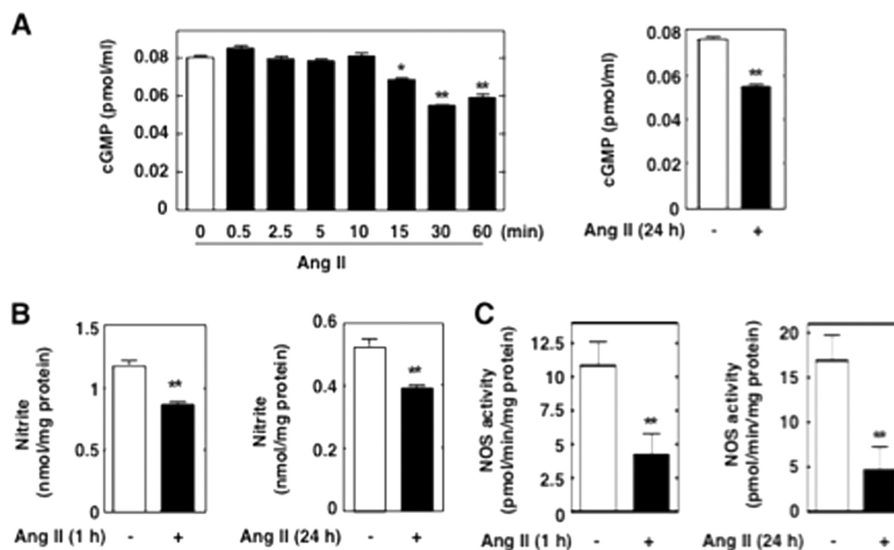 A
cGMP (pmol/ml)
0.08
0.06
0.04
0.02
0
*
**
**
0 0.5 2.5 5 10 15 30 60 (min)
Ang II
cGMP (pmol/ml)
0.08
0.06
0.04
0.02
0
**
Ang II (24 h) - +
B
Nitrite
(nmol/mg protein)
1.5
1
0.5
0
**
Ang II (1 h) - +
Nitrite
(nmol/mg protein)
0.6
0.4
0.2
0
**
Ang II (24 h) - +
C
NOS activity
(pmol/min/mg protein)
12.5
10
7.5
5
2.5
0
**
Ang II (1 h) - +
NOS activity
(pmol/min/mg protein)
20
15
10
5
0
**
Ang II (24 h) - +